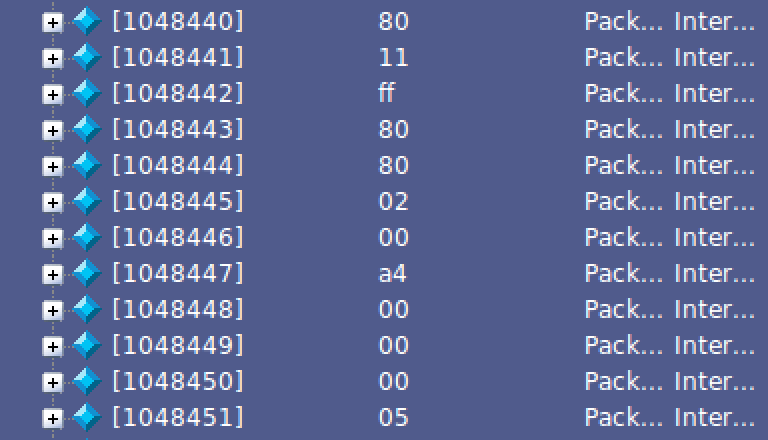 [1048440] 80 Pack... Inter...
[1048441] 11 Pack... Inter...
[1048442] ff Pack... Inter...
[1048443] 80 Pack... Inter...
[1048444] 80 Pack... Inter...
[1048445] 02 Pack... Inter...
[1048446] 00 Pack... Inter...
[1048447] a4 Pack... Inter...
[1048448] 00 Pack... Inter...
[1048449] 00 Pack... Inter...
[1048450] 00 Pack... Inter...
[1048451] 05 Pack... Inter...